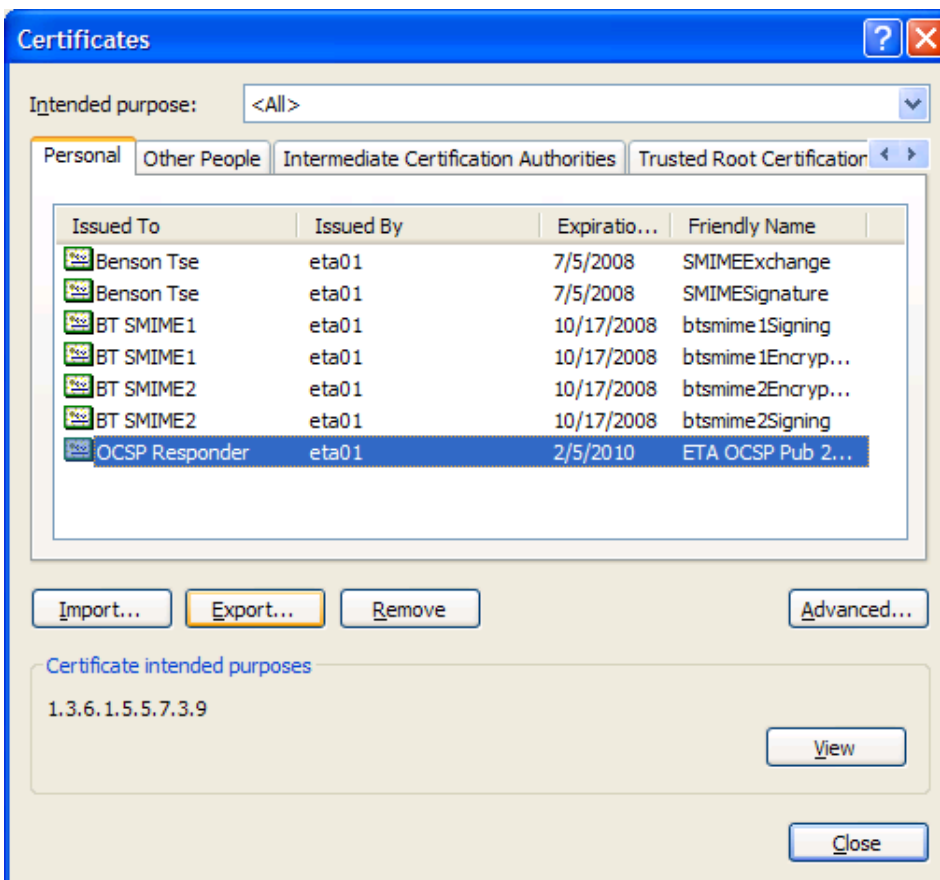 Certificates
Intended purpose: <All>
Personal Other People Intermediate Certification Authorities Trusted Root Certification
Issued To Issued By Expiratio... Friendly Name
Benson Tse eta01 7/5/2008 SMIMEExchange
Benson Tse eta01 7/5/2008 SMIMESignature
BT SMIME1 eta01 10/17/2008 btsmime1Signing
BT SMIME1 eta01 10/17/2008 btsmime1Encryp...
BT SMIME2 eta01 10/17/2008 btsmime2Encryp...
BT SMIME2 eta01 10/17/2008 btsmime2Signing
OCSP Responder eta01 2/5/2010 ETA OCSP Pub 2...
Import... Export... Remove Advanced...
Certificate intended purposes
1.3.6.1.5.5.7.3.9
View
Close